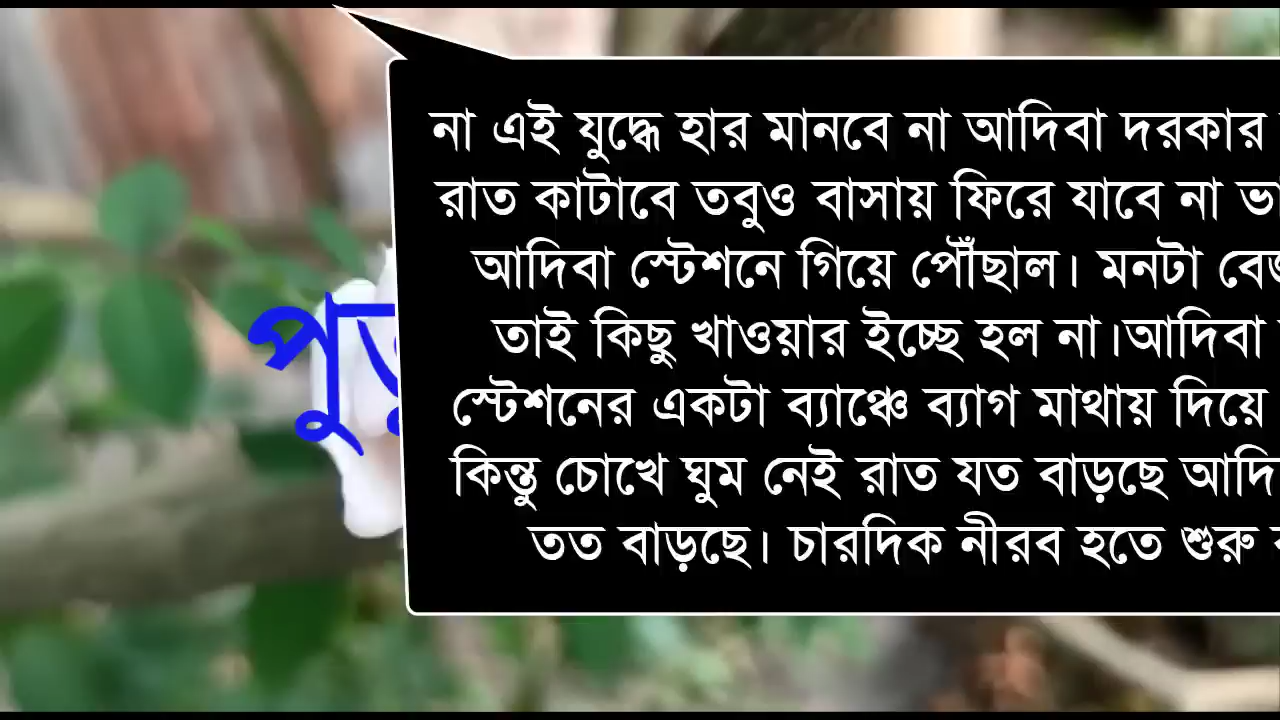 না এই যুদ্ধে হার মানবে না আদিবা দরকার
রাত কাটাবে তবুও বাসায় ফিরে যাবে না
আদিবা স্টেশনে গিয়ে পৌঁছাল। মনটা
তাই কিছু খাওয়ার ইচ্ছে হল না।আদিবা
স্টেশনের একটা ব্যাঞ্চে ব্যাগ মাথায় দিয়ে
কিন্তু চোখে ঘুম নেই রাত যত বাড়ছে
তত বাড়ছে। চারদিক নীরব হতে শুরু